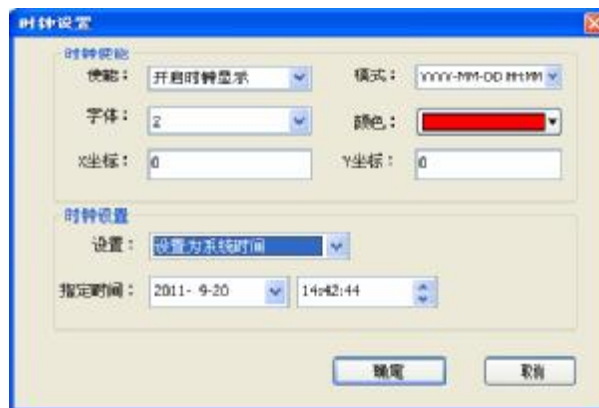 时钟设置
时钟使能
使能： 开启时钟显示 模式： YYYY-MM-DD HH:MM
字体： 2 颜色：
X坐标： 0 Y坐标： 0
时钟设置
设置： 设置为系统时间
指定时间： 2011- 9-20 14:42:44
确定 取消